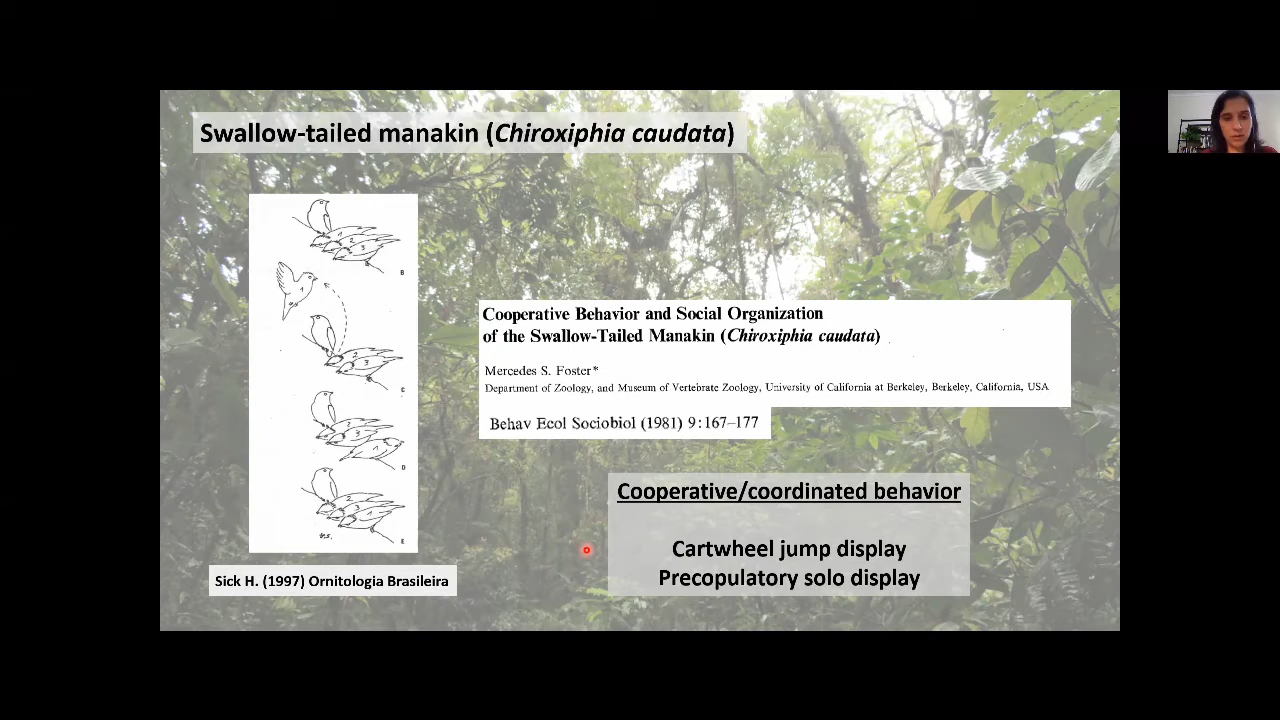 Swallow-tailed manakin (Chiroxiphia caudata)
B
C
D
E
Sick H. (1997) Ornitologia Brasileira
Cooperative Behavior and Social Organization
of the Swallow-Tailed Manakin (Chiroxiphia caudata)
Mercedes S. Foster*
Department of Zoology, and Museum of Vertebrate Zoology, University of California at Berkeley, Berkeley, California, USA
Behav Ecol Sociobiol (1981) 9:167–177
Cooperative/coordinated behavior
Cartwheel jump display
Precopulatory solo display